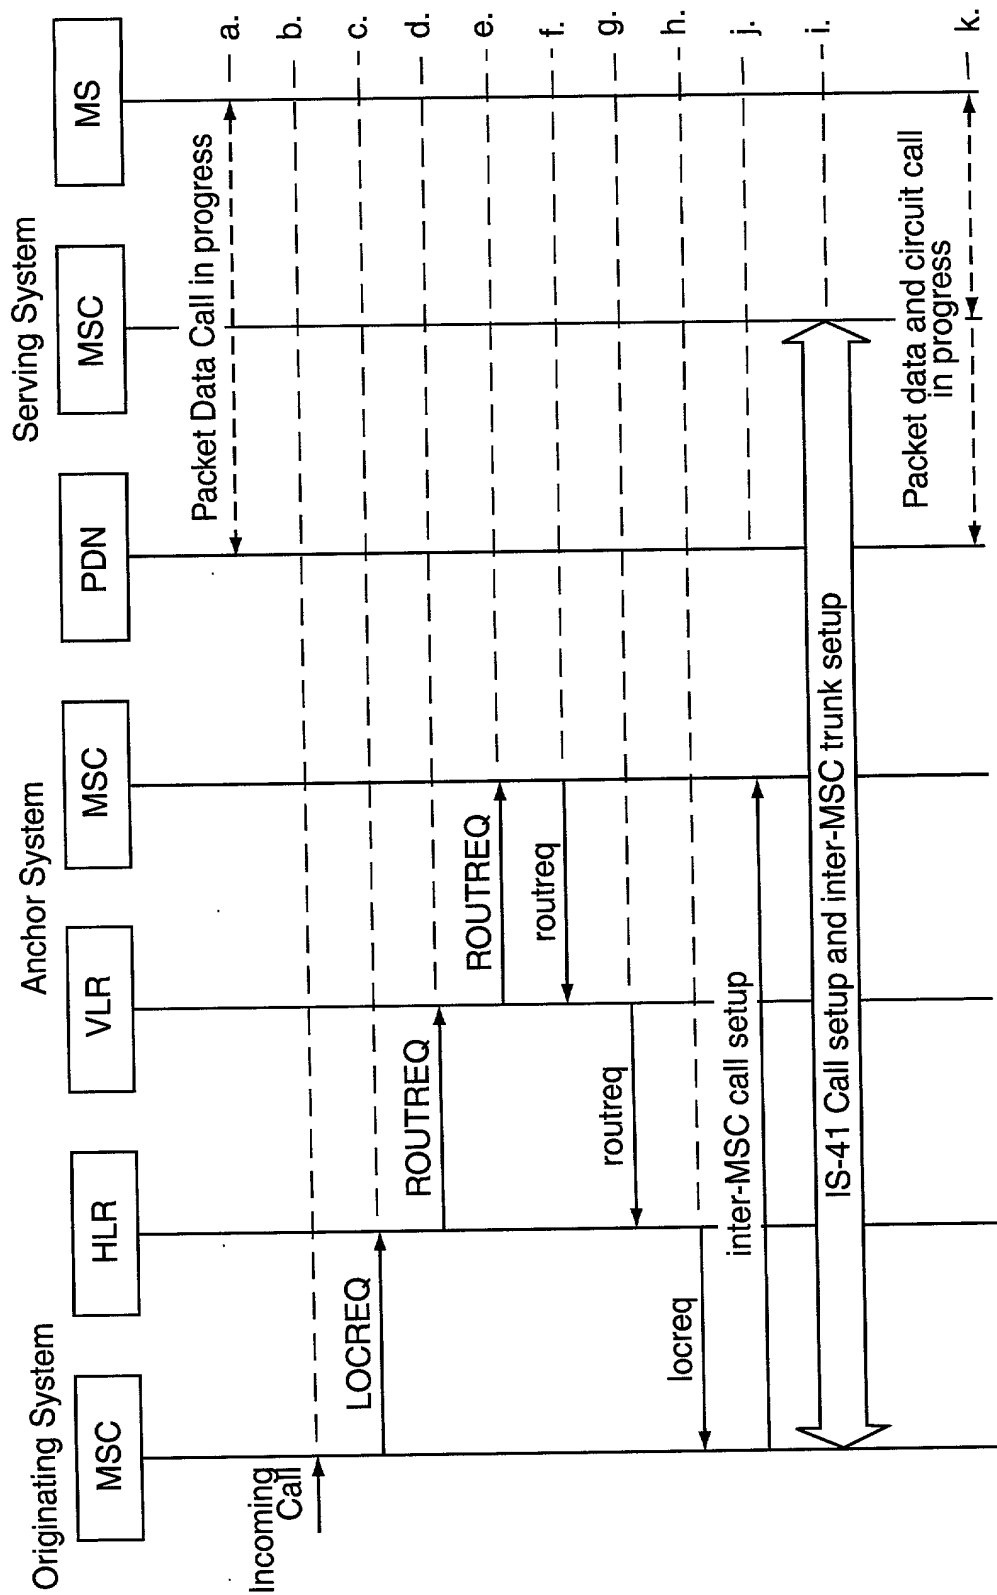 Originating System
Anchor System
Serving System
MSC
HLR
VLR
MSC
PDN
MSC
MS
Packet Data Call in progress
a.
Incoming
Call
b.
LOCREQ
c.
ROUTREQ
d.
ROUTREQ
e.
routreq
f.
routreq
g.
locreq
h.
inter-MSC call setup
j.
IS-41 Call setup and inter-MSC trunk setup
i.
Packet data and circuit call
in progress
k.